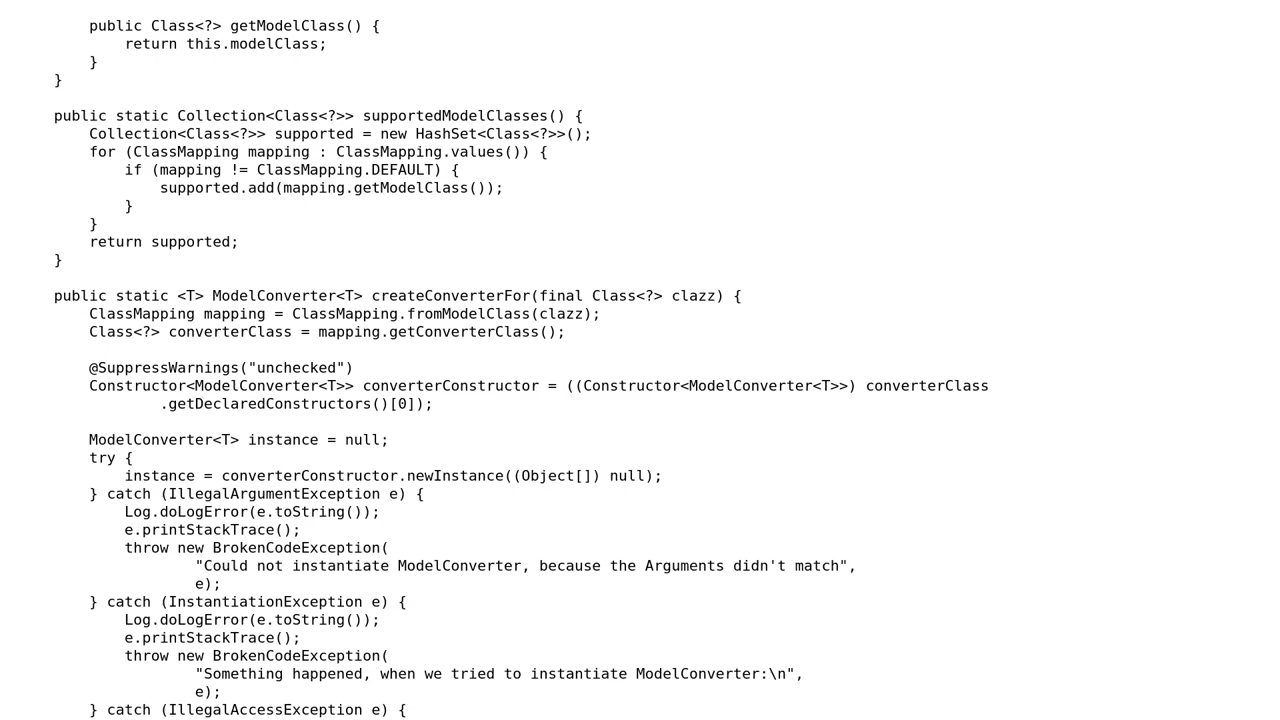 public Class<?> getModelClass() {
            return this.modelClass;
        }
    }

    public static Collection<Class<?>> supportedModelClasses() {
        Collection<Class<?>> supported = new HashSet<Class<?>>();
        for (ClassMapping mapping : ClassMapping.values()) {
            if (mapping != ClassMapping.DEFAULT) {
                supported.add(mapping.getModelClass());
            }
        }
        return supported;
    }

    public static <T> ModelConverter<T> createConverterFor(final Class<?> clazz) {
        ClassMapping mapping = ClassMapping.fromModelClass(clazz);
        Class<?> converterClass = mapping.getConverterClass();

        @SuppressWarnings("unchecked")
        Constructor<ModelConverter<T>> converterConstructor = ((Constructor<ModelConverter<T>>) converterClass
                .getDeclaredConstructors()[0]);

        ModelConverter<T> instance = null;
        try {
            instance = converterConstructor.newInstance((Object[]) null);
        } catch (IllegalArgumentException e) {
            Log.doLogError(e.toString());
            e.printStackTrace();
            throw new BrokenCodeException(
                    "Could not instantiate ModelConverter, because the Arguments didn't match",
                    e);
        } catch (InstantiationException e) {
            Log.doLogError(e.toString());
            e.printStackTrace();
            throw new BrokenCodeException(
                    "Something happened, when we tried to instantiate ModelConverter:\n",
                    e);
        } catch (IllegalAccessException e) {